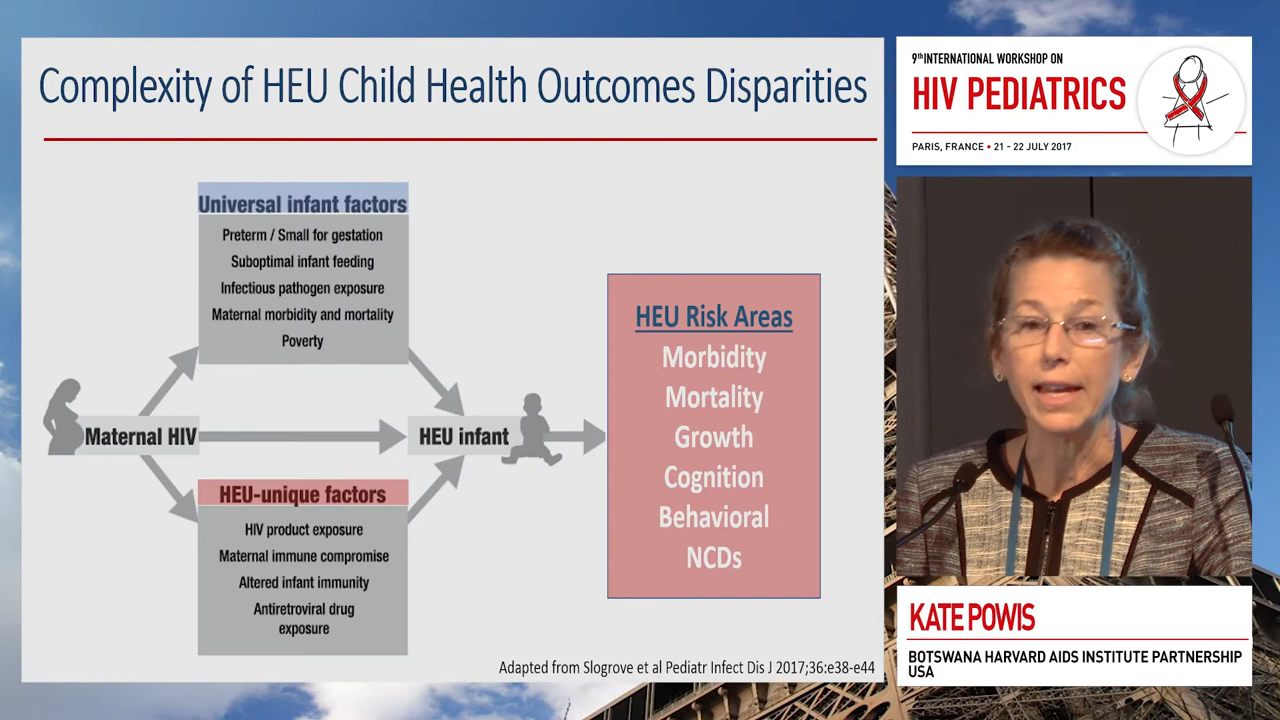 Complexity of HEU Child Health Outcomes Disparities
Universal infant factors
Preterm / Small for gestation
Suboptimal infant feeding
Infectious pathogen exposure
Maternal morbidity and mortality
Poverty
Maternal HIV
HEU infant
HEU-unique factors
HIV product exposure
Maternal immune compromise
Altered infant immunity
Antiretroviral drug
exposure
HEU Risk Areas
Morbidity
Mortality
Growth
Cognition
Behavioral
NCDs
Adapted from Slogrove et al Pediatr Infect Dis J 2017;36:e38-e44
9th INTERNATIONAL WORKSHOP ON
HIV PEDIATRICS
PARIS, FRANCE • 21 - 22 JULY 2017
KATE POWIS
BOTSWANA HARVARD AIDS INSTITUTE PARTNERSHIP
USA